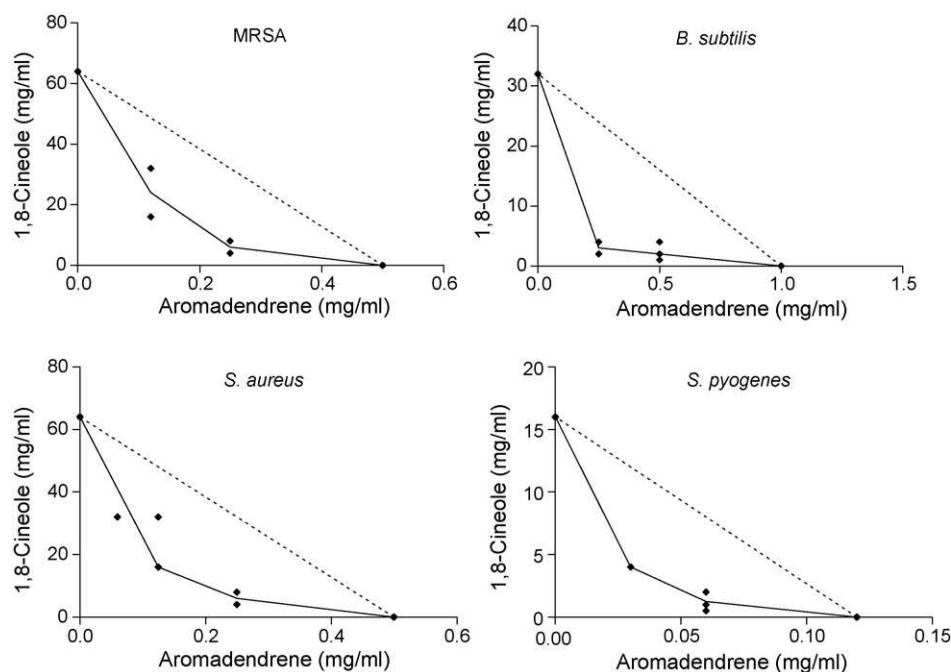 MRSA
80
60
40
20
0
1,8-Cineole (mg/ml)
0.0 0.2 0.4 0.6
Aromadendrene (mg/ml)
B. subtilis
40
30
20
10
0
1,8-Cineole (mg/ml)
0.0 0.5 1.0 1.5
Aromadendrene (mg/ml)
S. aureus
80
60
40
20
0
1,8-Cineole (mg/ml)
0.0 0.2 0.4 0.6
Aromadendrene (mg/ml)
S. pyogenes
20
15
10
5
0
1,8-Cineole (mg/ml)
0.00 0.05 0.10 0.15
Aromadendrene (mg/ml)